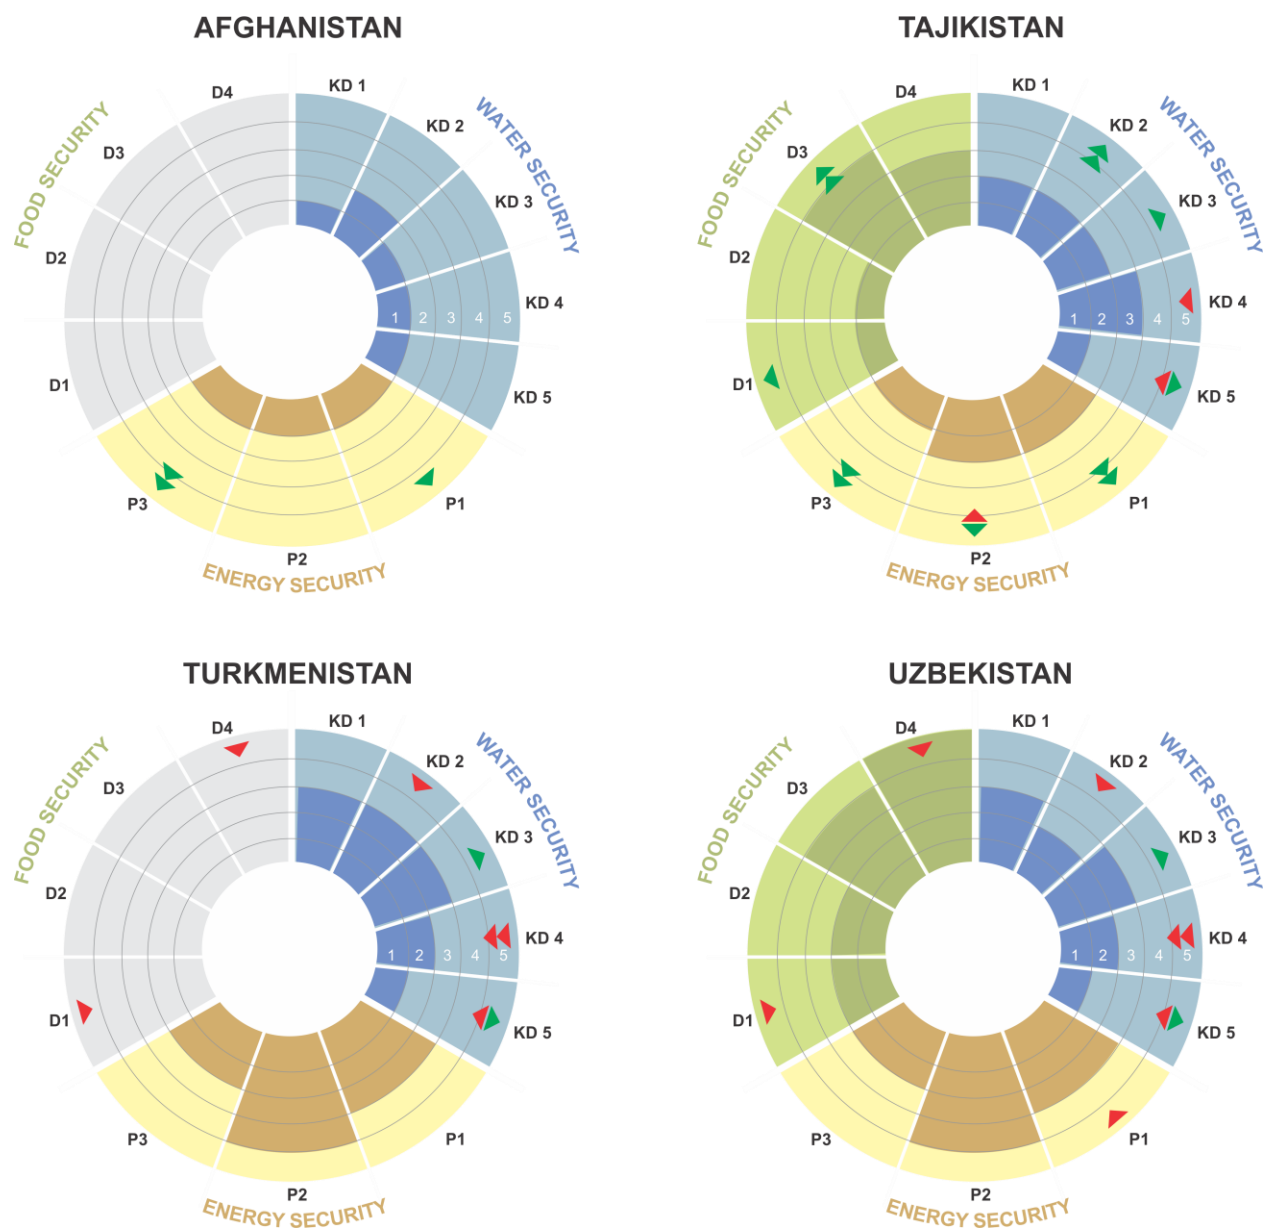 AFGHANISTAN
D4
KD 1
KD 2
WATER SECURITY
FOOD SECURITY
D3
KD 3
D2
KD 4
1 2 3 4 5
D1
KD 5
P3
P1
P2
ENERGY SECURITY
TAJIKISTAN
D4
KD 1
KD 2
WATER SECURITY
FOOD SECURITY
D3
KD 3
D2
KD 4
1 2 3 4 5
D1
KD 5
P3
P1
P2
ENERGY SECURITY
TURKMENISTAN
D4
KD 1
KD 2
WATER SECURITY
FOOD SECURITY
D3
KD 3
D2
KD 4
1 2 3 4 5
D1
KD 5
P3
P1
P2
ENERGY SECURITY
UZBEKISTAN
D4
KD 1
KD 2
WATER SECURITY
FOOD SECURITY
D3
KD 3
D2
KD 4
1 2 3 4 5
D1
KD 5
P3
P1
P2
ENERGY SECURITY